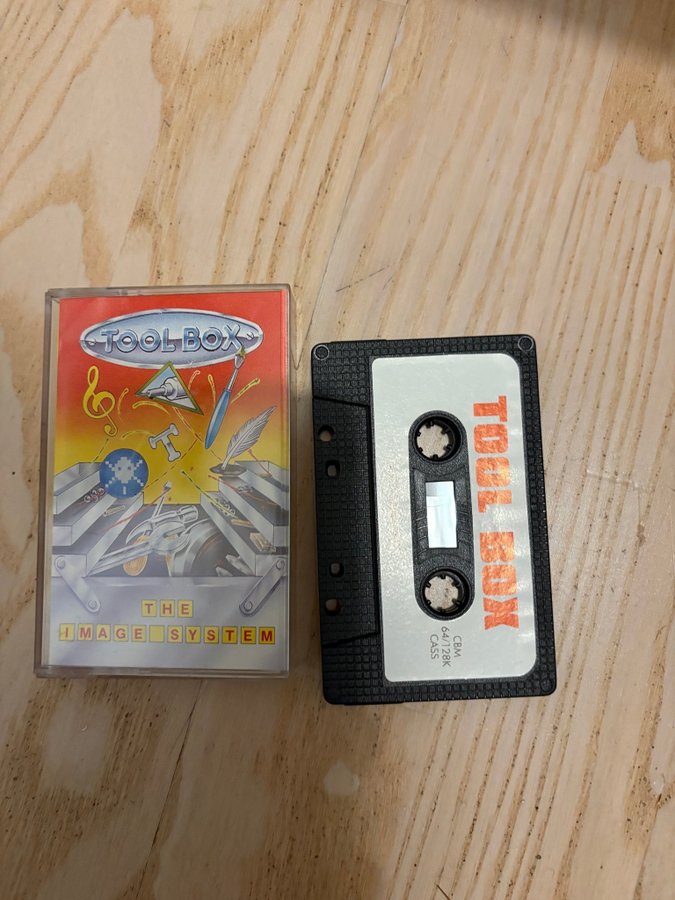 TOOL BOX
T
THE
IMAGE SYSTEM
TOOL BOX
CBM
64/128K
CASS